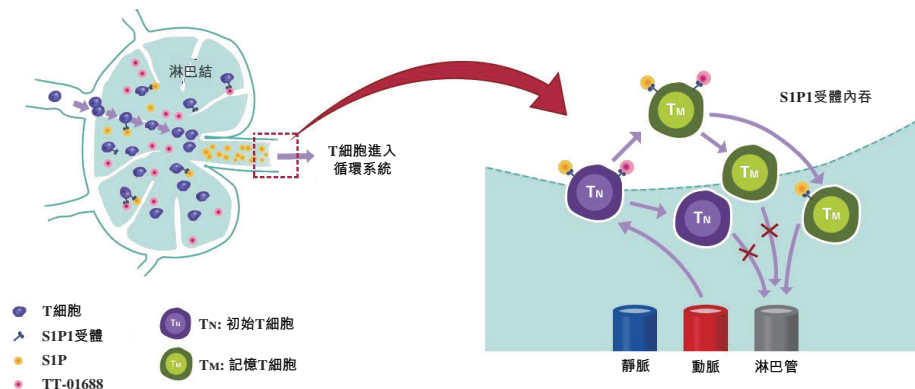 淋巴結
T細胞進入
循環系統
T細胞
S1P1受體
S1P
TT-01688
TN
TN: 初始T細胞
TM
TM: 記憶T細胞
TM
S1P1受體內吞
TM
TN
TN
TM
靜脈
動脈
淋巴管